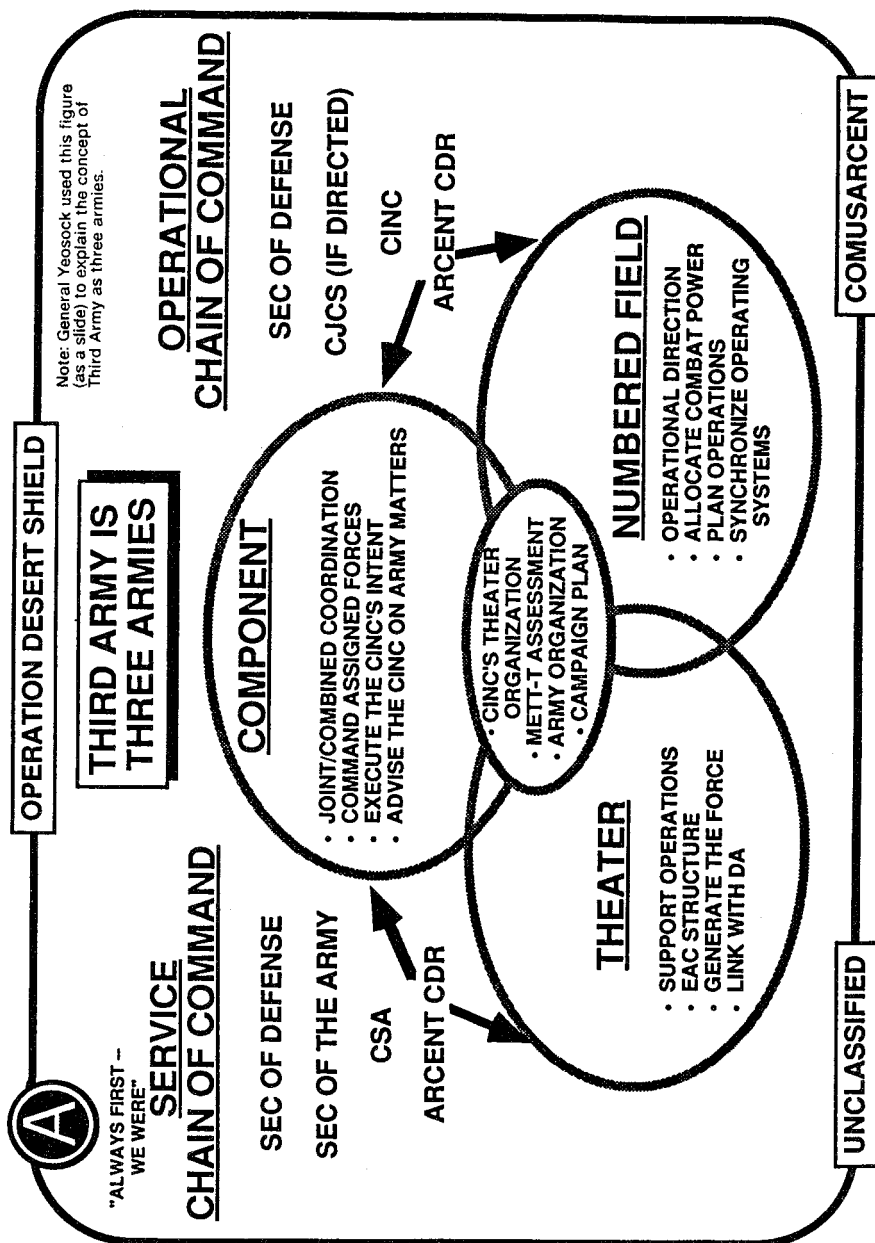 OPERATION DESERT SHIELD
A
"ALWAYS FIRST –
WE WERE"
THIRD ARMY IS
THREE ARMIES
Note: General Yeosock used this figure
(as a slide) to explain the concept of
Third Army as three armies.
SERVICE
CHAIN OF COMMAND
SEC OF DEFENSE
SEC OF THE ARMY
CSA
ARCENT CDR
COMPONENT
· JOINT/COMBINED COORDINATION
· COMMAND ASSIGNED FORCES
· EXECUTE THE CINC'S INTENT
· ADVISE THE CINC ON ARMY MATTERS
OPERATIONAL
CHAIN OF COMMAND
SEC OF DEFENSE
CJCS (IF DIRECTED)
CINC
ARCENT CDR
· CINC'S THEATER
ORGANIZATION
· METT-T ASSESSMENT
· ARMY ORGANIZATION
· CAMPAIGN PLAN
THEATER
· SUPPORT OPERATIONS
· EAC STRUCTURE
· GENERATE THE FORCE
· LINK WITH DA
NUMBERED FIELD
· OPERATIONAL DIRECTION
· ALLOCATE COMBAT POWER
· PLAN OPERATIONS
· SYNCHRONIZE OPERATING
SYSTEMS
UNCLASSIFIED
COMUSARCENT